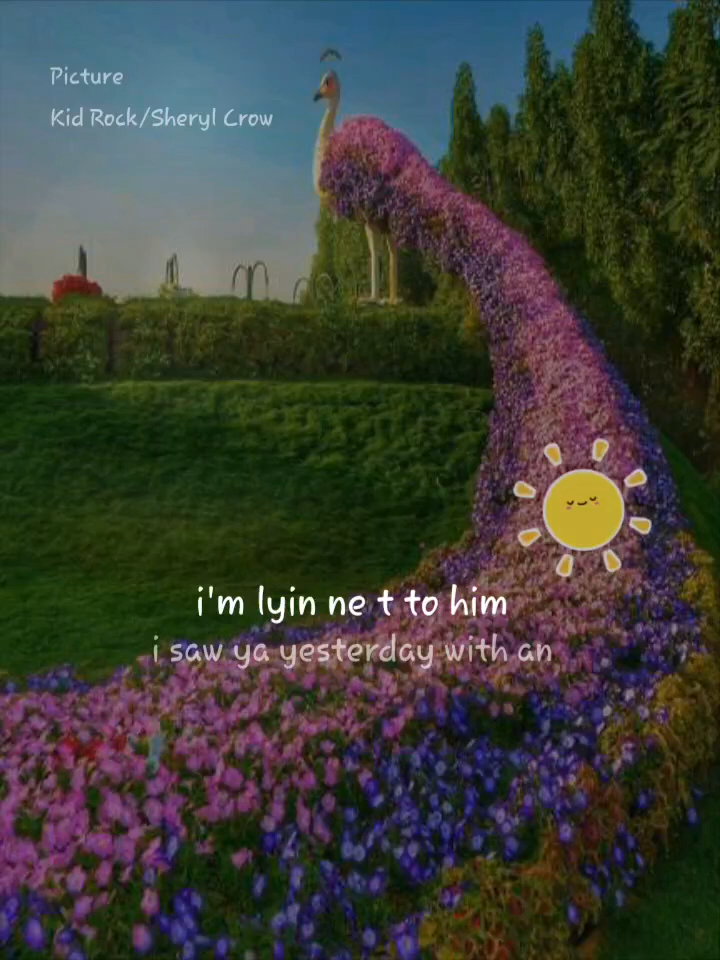 Picture
Kid Rock/Sheryl Crow
i'm lyin ne t to him
i saw ya yesterday with an